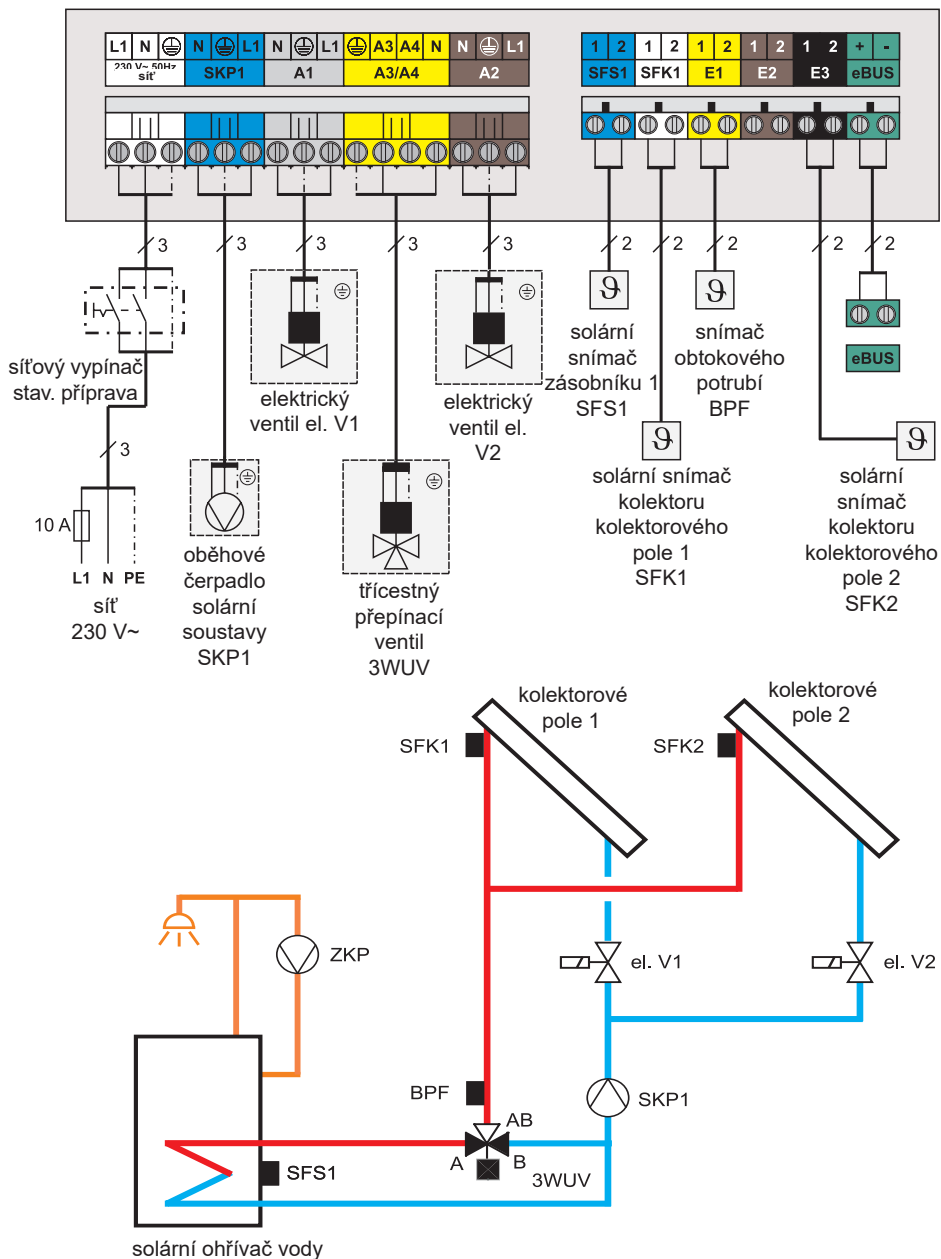 L1 N N L1 N L1 A3 A4 N N L1 1 2 1 2 1 2 1 2 1 2 + -
230 V~ 50Hz
síť
SKP1 A1 A3/A4 A2 SFS1 SFK1 E1 E2 E3 eBUS
3 3 3 3 3 2 2 2 2 2
síťový vypínač
stav. příprava
elektrický
ventil el. V1
elektrický
ventil el.
V2
ϑ
solární
snímač
zásobníku 1
SFS1
ϑ
snímač
obtokového
potrubí
BPF
eBUS
3
10 A
L1 N PE
síť
230 V~
oběhové
čerpadlo
solární
soustavy
SKP1
třícestný
přepínací
ventil
3WUV
ϑ
solární snímač
kolektoru
kolektorového
pole 1
SFK1
ϑ
solární
snímač
kolektoru
kolektorového
pole 2
SFK2
kolektorové
pole 1
kolektorové
pole 2
SFK1
SFK2
ZKP
el. V1
el. V2
BPF
SKP1
AB
A
B
3WUV
SFS1
solární ohřívač vody